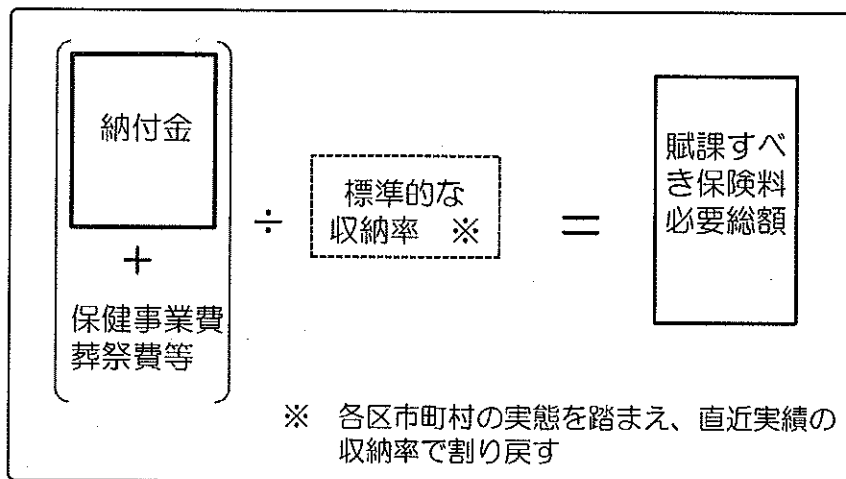 納付金
+
保健事業費
葬祭費等
÷
標準的な
収納率 ※
=
賦課すべ
き保険料
必要総額
※ 各区市町村の実態を踏まえ、直近実績の
収納率で割り戻す